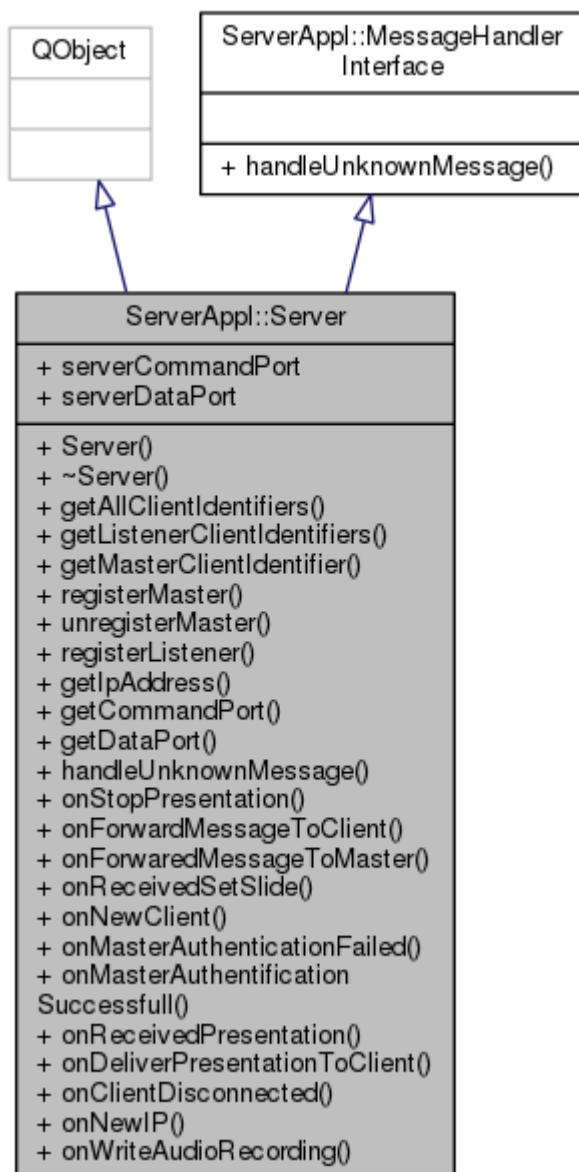 QObject
ServerAppl::MessageHandler
Interface
+ handleUnknownMessage()
ServerAppl::Server
+ serverCommandPort
+ serverDataPort
+ Server()
+ ~Server()
+ getAllClientIdentifiers()
+ getListenerClientIdentifiers()
+ getMasterClientIdentifier()
+ registerMaster()
+ unregisterMaster()
+ registerListener()
+ getIpAddress()
+ getCommandPort()
+ getDataPort()
+ handleUnknownMessage()
+ onStopPresentation()
+ onForwardMessageToClient()
+ onForwaredMessageToMaster()
+ onReceivedSetSlide()
+ onNewClient()
+ onMasterAuthenticationFailed()
+ onMasterAuthentification
Successfull()
+ onReceivedPresentation()
+ onDeliverPresentationToClient()
+ onClientDisconnected()
+ onNewIP()
+ onWriteAudioRecording()